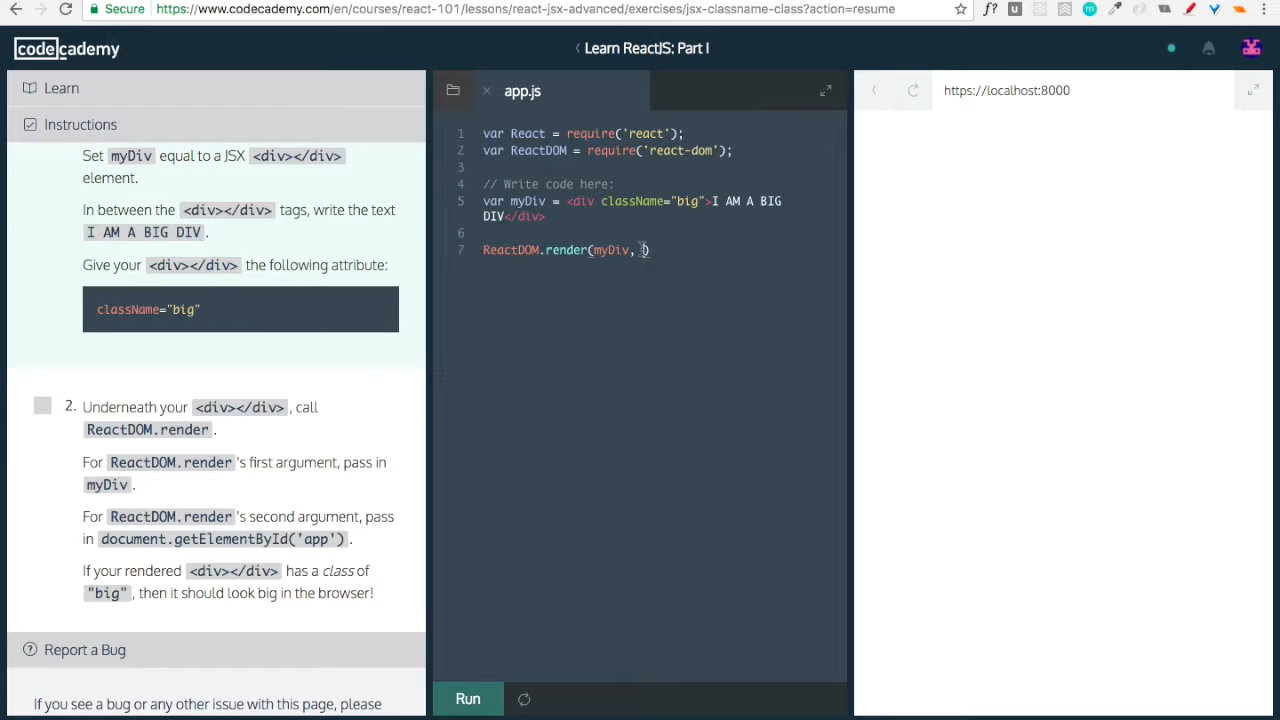 Secure https://www.codecademy.com/en/courses/react-101/lessons/react-jsx-advanced/exercises/jsx-classname-class?action=resume
codecademy
Learn ReactJS: Part I
Learn
Instructions
Set myDiv equal to a JSX <div></div>
element.
In between the <div></div> tags, write the text
I AM A BIG DIV.
Give your <div></div> the following attribute:
className="big"
2. Underneath your <div></div>, call
ReactDOM.render.
For ReactDOM.render's first argument, pass in
myDiv.
For ReactDOM.render's second argument, pass
in document.getElementById('app').
If your rendered <div></div> has a class of
"big", then it should look big in the browser!
Report a Bug
If you see a bug or any other issue with this page, please
app.js
1 var React = require('react');
2 var ReactDOM = require('react-dom');
3
4 // Write code here:
5 var myDiv = <div className="big">I AM A BIG
DIV</div>
6
7 ReactDOM.render(myDiv, )
Run
https://localhost:8000